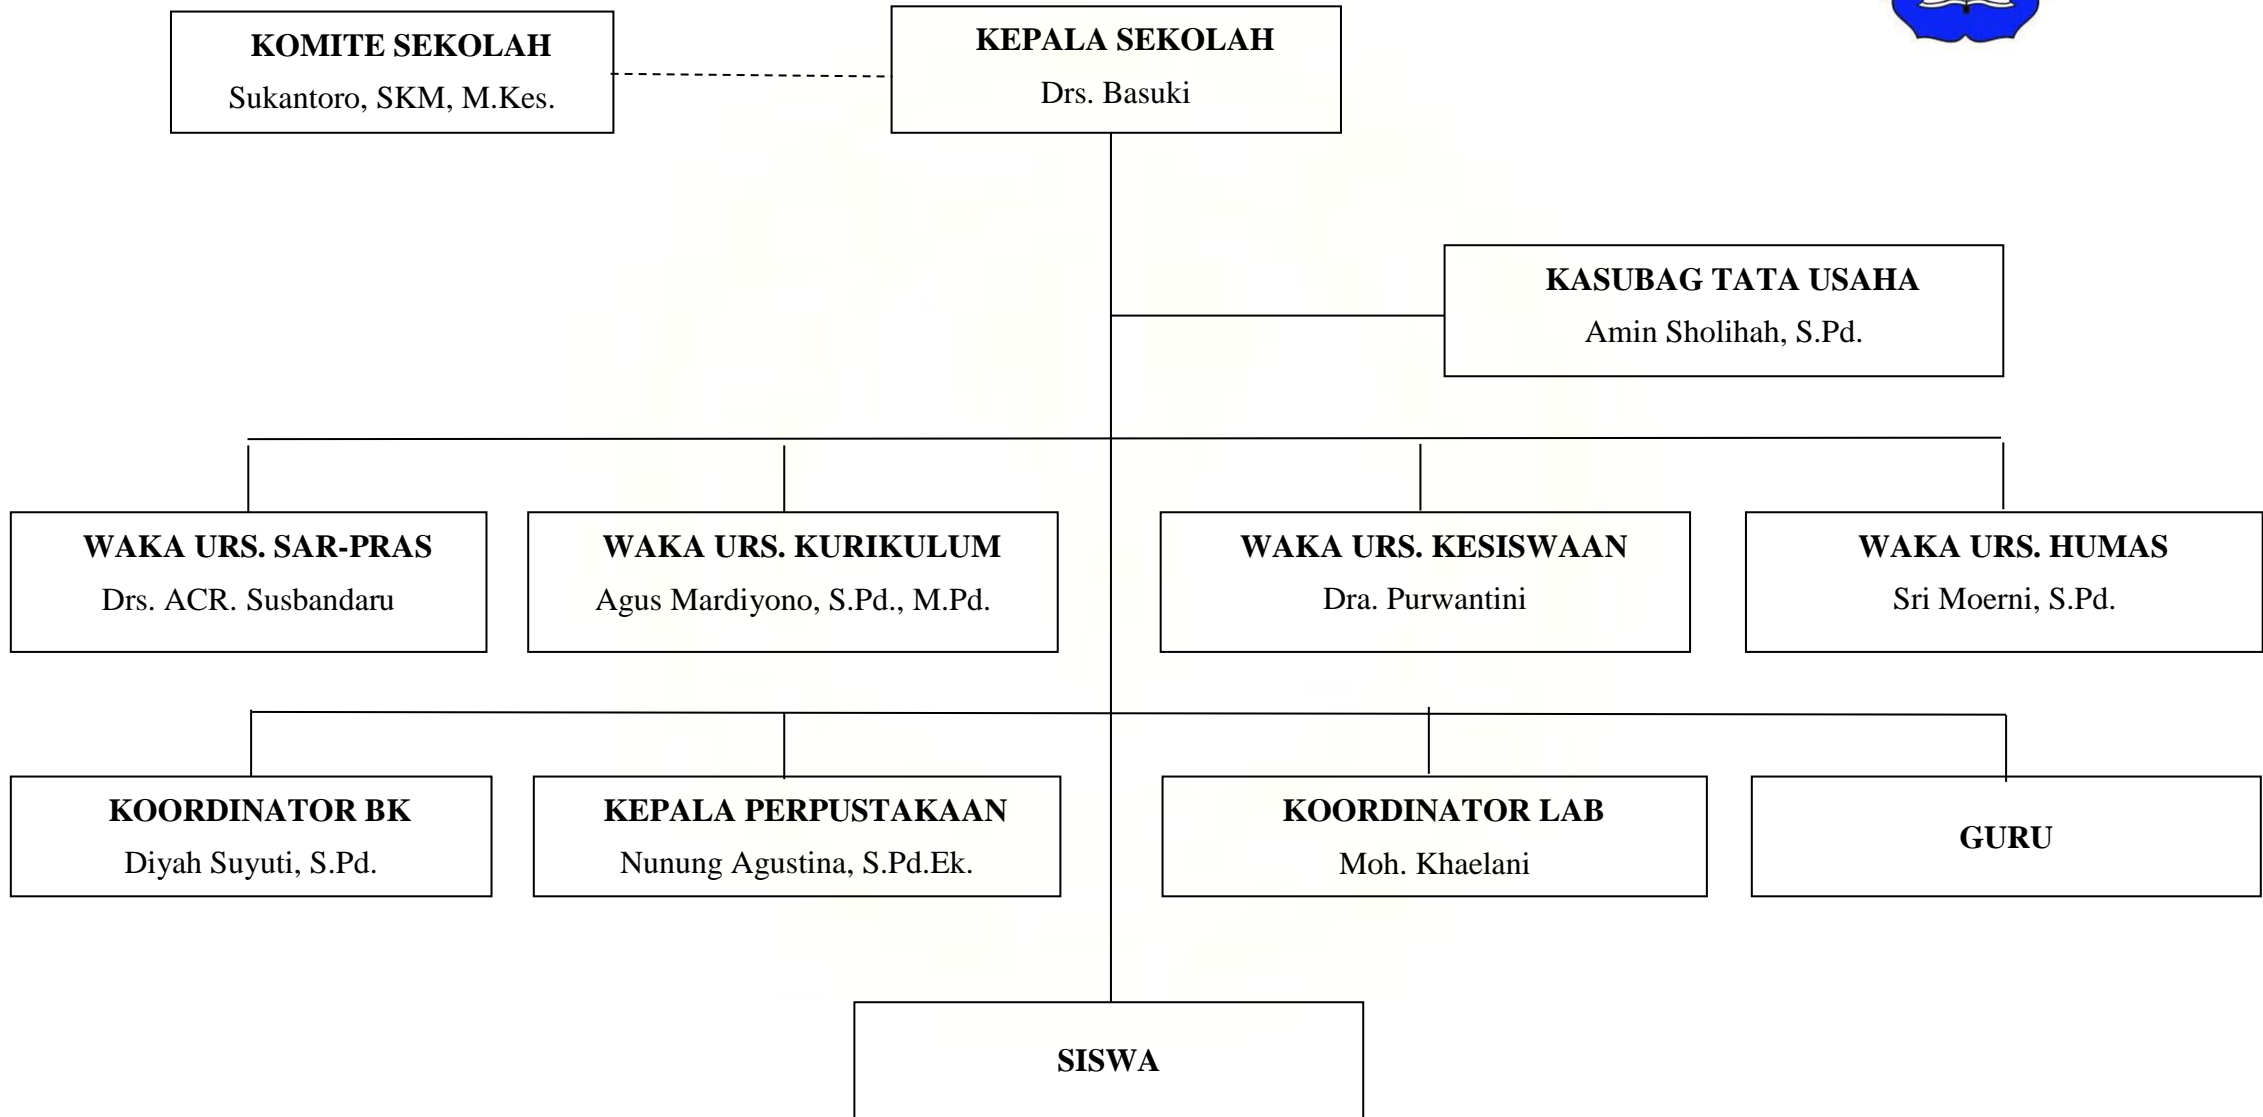 KOMITE SEKOLAH
Sukantoro, SKM, M.Kes.
KEPALA SEKOLAH
Drs. Basuki
KASUBAG TATA USAHA
Amin Sholihah, S.Pd.
WAKA URS. SAR-PRAS
Drs. ACR. Susbandaru
WAKA URS. KURIKULUM
Agus Mardiyono, S.Pd., M.Pd.
WAKA URS. KESISWAAN
Dra. Purwantini
WAKA URS. HUMAS
Sri Moerni, S.Pd.
KOORDINATOR BK
Diyah Suyuti, S.Pd.
KEPALA PERPUSTAKAAN
Nunung Agustina, S.Pd.Ek.
KOORDINATOR LAB
Moh. Khaelani
GURU
SISWA